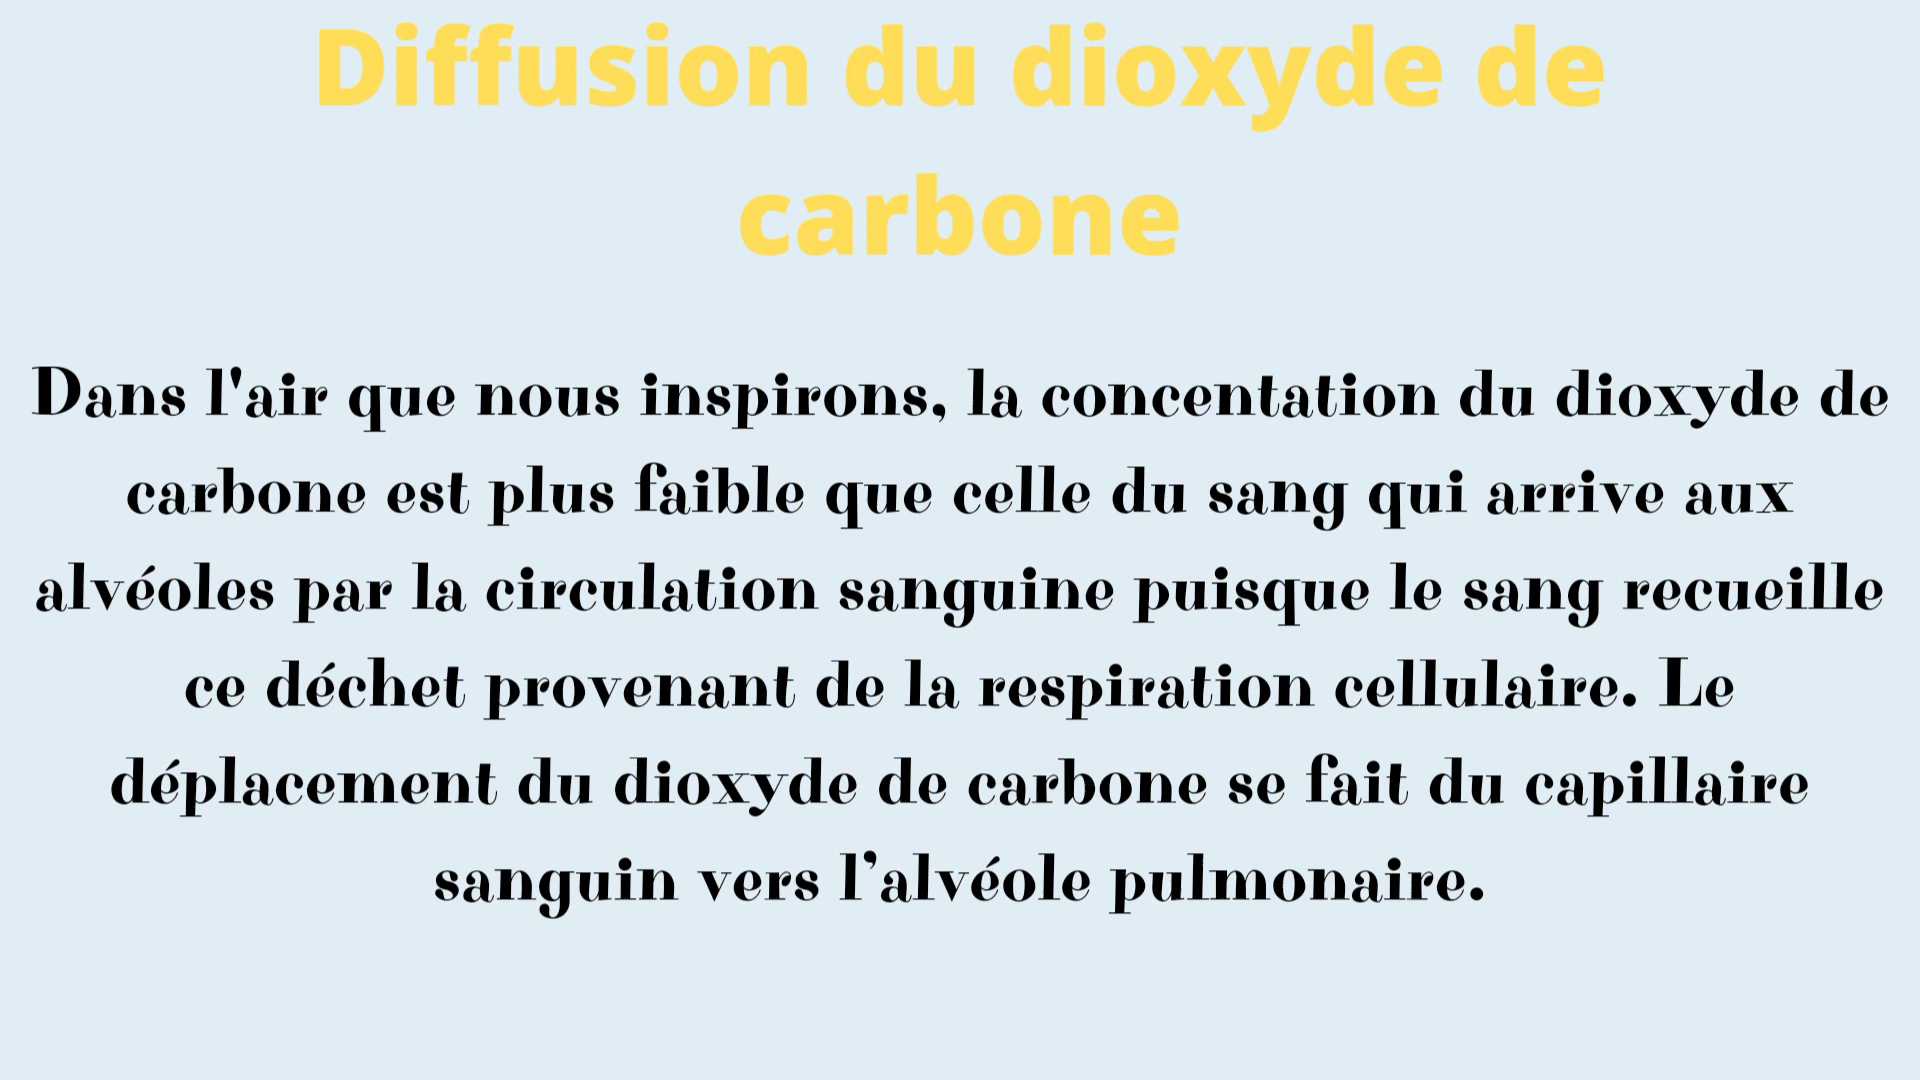 Diffusion du dioxyde de
carbone
Dans l'air que nous inspirons, la concentation du dioxyde de
carbone est plus faible que celle du sang qui arrive aux
alvéoles par la circulation sanguine puisque le sang recueille
ce déchet provenant de la respiration cellulaire. Le
déplacement du dioxyde de carbone se fait du capillaire
sanguin vers l’alvéole pulmonaire.